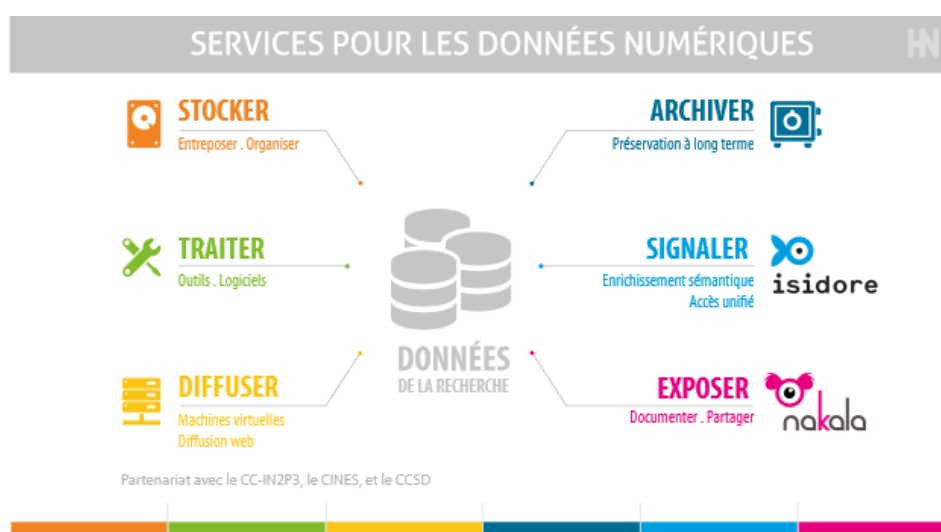 SERVICES POUR LES DONNÉES NUMÉRIQUES
HN
STOCKER
Entreposer . Organiser
ARCHIVER
Préservation à long terme
TRAITER
Outils . Logiciels
SIGNALER
Enrichissement sémantique
Accès unifié
isidore
DONNÉES
DE LA RECHERCHE
DIFFUSER
Machines virtuelles
Diffusion web
EXPOSER
Documenter . Partager
nakala
Partenariat avec le CC-IN2P3, le CINES, et le CCSD